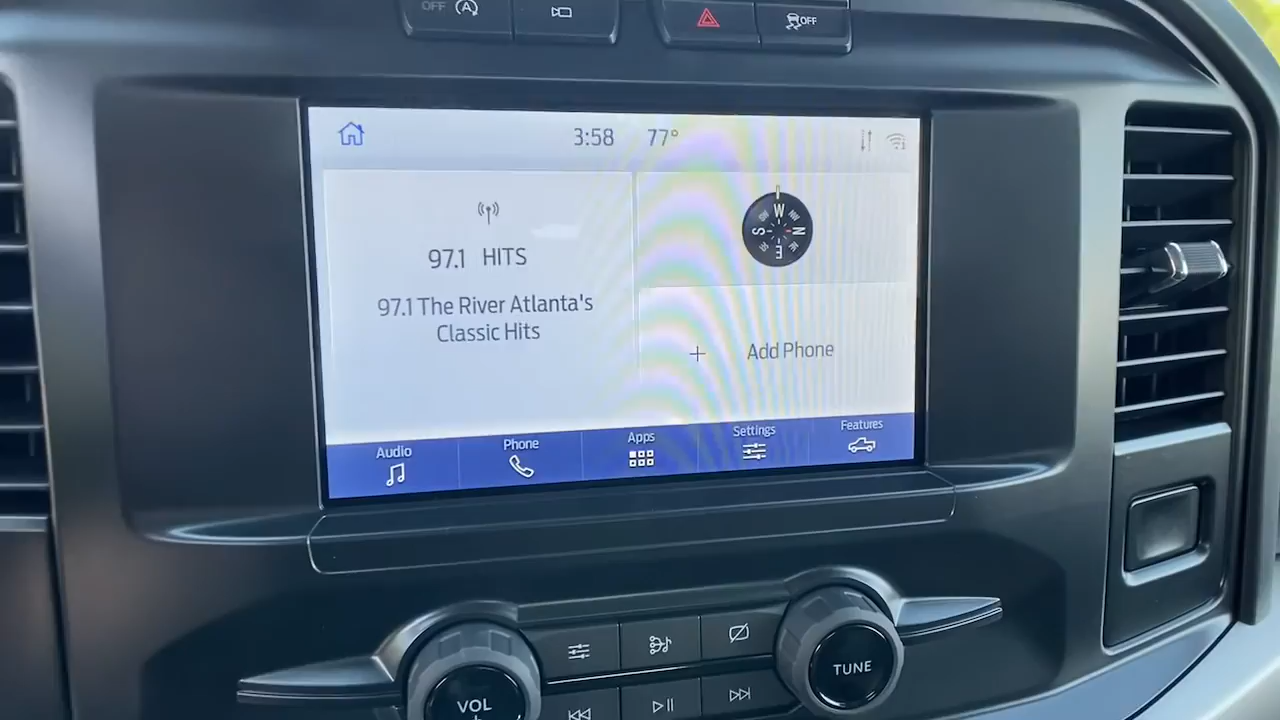 OFF A
OFF
3:58 77°
97.1 HITS
97.1 The River Atlanta's
Classic Hits
W
S N
E
+ Add Phone
Audio Phone Apps Settings Features
VOL TUNE